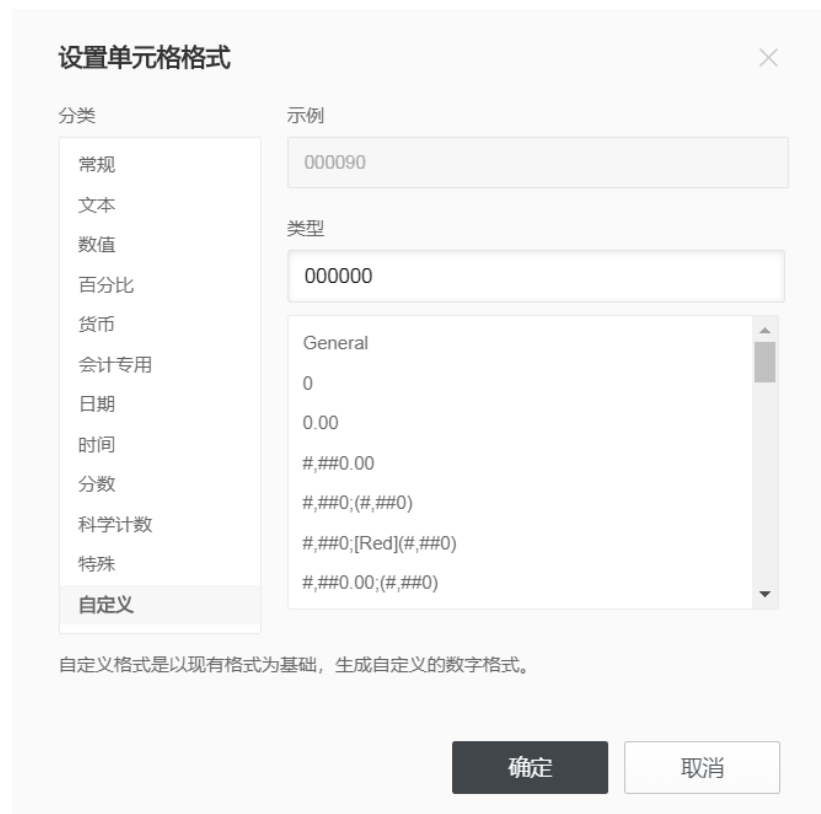 设置单元格格式
分类
常规
文本
数值
百分比
货币
会计专用
日期
时间
分数
科学计数
特殊
自定义
示例
000090
类型
000000
General
0
0.00
#,##0.00
#,##0;(#,##0)
#,##0;[Red](#,##0)
#,##0.00;(#,##0)
自定义格式是以现有格式为基础，生成自定义的数字格式。
确定
取消